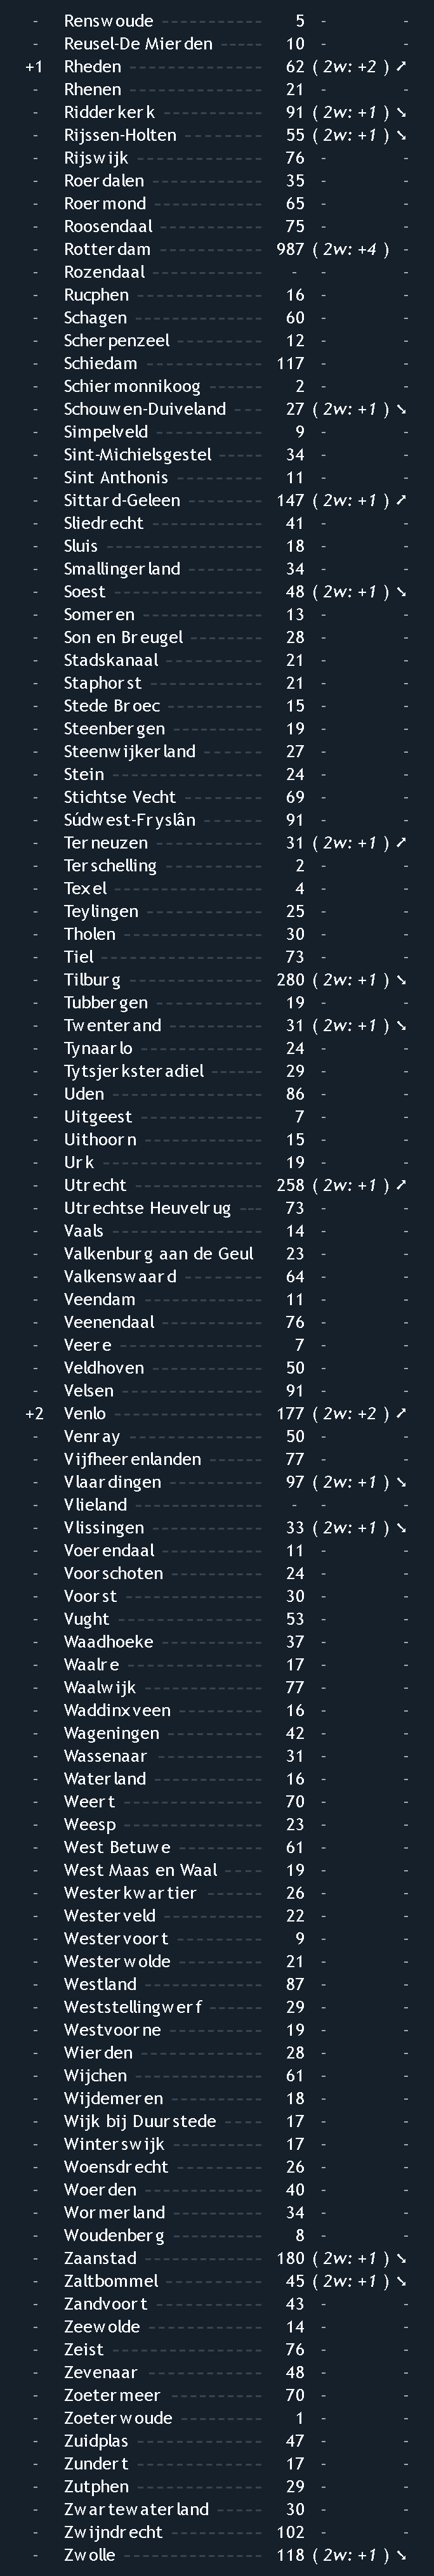 - Renswoude 5 - -
- Reusel-De Mierden ----- 10 - -
+1 Rheden ---------------- 62 ( 2w: +2 ) ➚
- Rhenen ---------------- 21 - -
- Ridderkerk ------------- 91 ( 2w: +1 ) ➘
- Rijssen-Holten ---------- 55 ( 2w: +1 ) ➘
- Rijswijk ---------------- 76 - -
- Roerdalen -------------- 35 - -
- Roermond -------------- 65 - -
- Roosendaal ------------- 75 - -
- Rotterdam ------------- 987 ( 2w: +4 ) -
- Rozendaal -------------- - - -
- Rucphen --------------- 16 - -
- Schagen --------------- 60 - -
- Scherpenzeel ----------- 12 - -
- Schiedam -------------- 117 - -
- Schiermonnikoog ------- 2 - -
- Schouwen-Duiveland --- 27 ( 2w: +1 ) ➘
- Simpelveld ------------- 9 - -
- Sint-Michielsgestel ----- 34 - -
- Sint Anthonis ----------- 11 - -
- Sittard-Geleen --------- 147 ( 2w: +1 ) ➚
- Sliedrecht -------------- 41 - -
- Sluis ------------------- 18 - -
- Smallingerland --------- 34 - -
- Soest ------------------ 48 ( 2w: +1 ) ➘
- Someren --------------- 13 - -
- Son en Breugel --------- 28 - -
- Stadskanaal ------------ 21 - -
- Staphorst -------------- 21 - -
- Stede Broec ------------ 15 - -
- Steenbergen ----------- 19 - -
- Steenwijkerland ------- 27 - -
- Stein ------------------ 24 - -
- Stichtse Vecht ---------- 69 - -
- Súdwest-Fryslân -------- 91 - -
- Terneuzen ------------- 31 ( 2w: +1 ) ➚
- Terschelling ------------ 2 - -
- Texel ------------------ 4 - -
- Teylingen -------------- 25 - -
- Tholen ---------------- 30 - -
- Tiel -------------------- 73 - -
- Tilburg ---------------- 280 ( 2w: +1 ) ➘
- Tubbergen ------------- 19 - -
- Twenterand ------------ 31 ( 2w: +1 ) ➘
- Tynaarlo --------------- 24 - -
- Tytsjerksteradiel ------ 29 - -
- Uden ------------------ 86 - -
- Uitgeest --------------- 7 - -
- Uithoorn --------------- 15 - -
- Urk -------------------- 19 - -
- Utrecht ---------------- 258 ( 2w: +1 ) ➚
- Utrechtse Heuvelrug --- 73 - -
- Vaals ------------------ 14 - -
- Valkenburg aan de Geul 23 - -
- Valkenswaard ---------- 64 - -
- Veendam -------------- 11 - -
- Veenendaal ------------ 76 - -
- Veere ------------------ 7 - -
- Veldhoven ------------- 50 - -
- Velsen ----------------- 91 - -
+2 Venlo ------------------ 177 ( 2w: +2 ) ➚
- Venray ---------------- 50 - -
- Vijfheerenlanden ------ 77 - -
- Vlaardingen ------------ 97 ( 2w: +1 ) ➘
- Vlieland ---------------- - - -
- Vlissingen -------------- 33 ( 2w: +1 ) ➘
- Voerendaal ------------ 11 - -
- Voorschoten ----------- 24 - -
- Voorst ----------------- 30 - -
- Vught ------------------ 53 - -
- Waadhoeke ------------ 37 - -
- Waalre ---------------- 17 - -
- Waalwijk --------------- 77 - -
- Waddinxveen ---------- 16 - -
- Wageningen ----------- 42 - -
- Wassenaar ------------- 31 - -
- Waterland ------------- 16 - -
- Weert ----------------- 70 - -
- Weesp ----------------- 23 - -
- West Betuwe ----------- 61 - -
- West Maas en Waal ---- 19 - -
- Westerkwartier -------- 26 - -
- Westerveld ------------ 22 - -
- Westervoort ----------- 9 - -
- Westerwolde ----------- 21 - -
- Westland -------------- 87 - -
- Weststellingwerf ------- 29 - -
- Westvoorne ------------ 19 - -
- Wierden --------------- 28 - -
- Wijchen --------------- 61 - -
- Wijdemeren ----------- 18 - -
- Wijk bij Duurstede ----- 17 - -
- Winterswijk ------------ 17 - -
- Woensdrecht ----------- 26 - -
- Woerden --------------- 40 - -
- Wormerland ----------- 34 - -
- Woudenberg ----------- 8 - -
- Zaanstad -------------- 180 ( 2w: +1 ) ➘
- Zaltbommel ------------ 45 ( 2w: +1 ) ➘
- Zandvoort ------------- 43 - -
- Zeewolde -------------- 14 - -
- Zeist ------------------ 76 - -
- Zevenaar -------------- 48 - -
- Zoetermeer ------------ 70 - -
- Zoeterwoude ----------- 1 - -
- Zuidplas --------------- 47 - -
- Zundert --------------- 17 - -
- Zutphen --------------- 29 - -
- Zwartewaterland ------ 30 - -
- Zwijndrecht ------------ 102 - -
- Zwolle ----------------- 118 ( 2w: +1 ) ➘